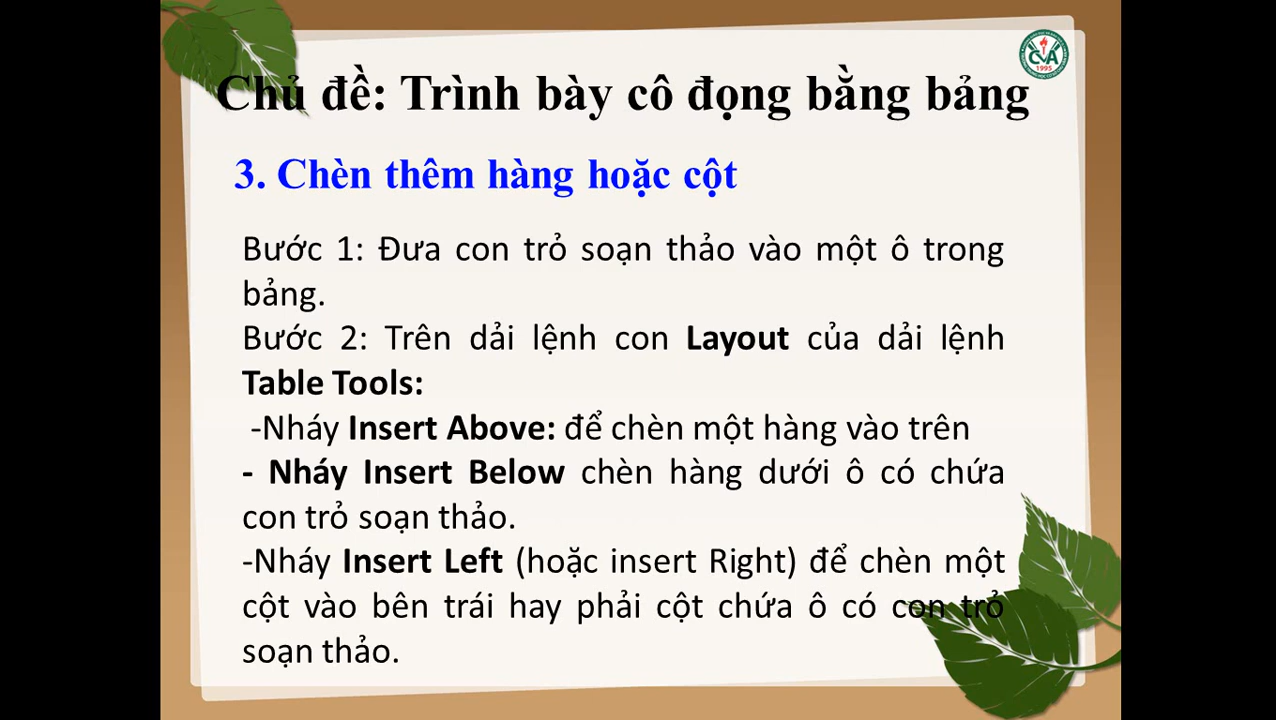 CVA
1995
Chủ đề: Trình bày cô đọng bằng bảng
3. Chèn thêm hàng hoặc cột
Bước 1: Đưa con trỏ soạn thảo vào một ô trong
bảng.
Bước 2: Trên dải lệnh con Layout của dải lệnh
Table Tools:
-Nháy Insert Above: để chèn một hàng vào trên
- Nháy Insert Below chèn hàng dưới ô có chứa
con trỏ soạn thảo.
-Nháy Insert Left (hoặc insert Right) để chèn một
cột vào bên trái hay phải cột chứa ô có con trỏ
soạn thảo.